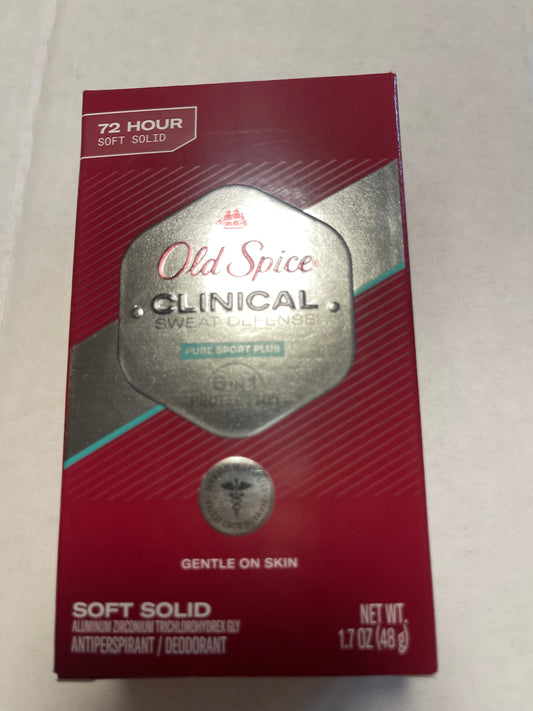 72 HOUR
SOFT SOLID
Old Spice®
CLINICAL
SWEAT DEFENSE
PURE SPORT PLUS
6 IN 1
PROTECTION
GENTLE ON SKIN
SOFT SOLID
ALUMINUM ZIRCONIUM TRICHLOROHYDREX GLY
ANTIPERSPIRANT / DEODORANT
NET WT.
1.7 OZ (48 g)